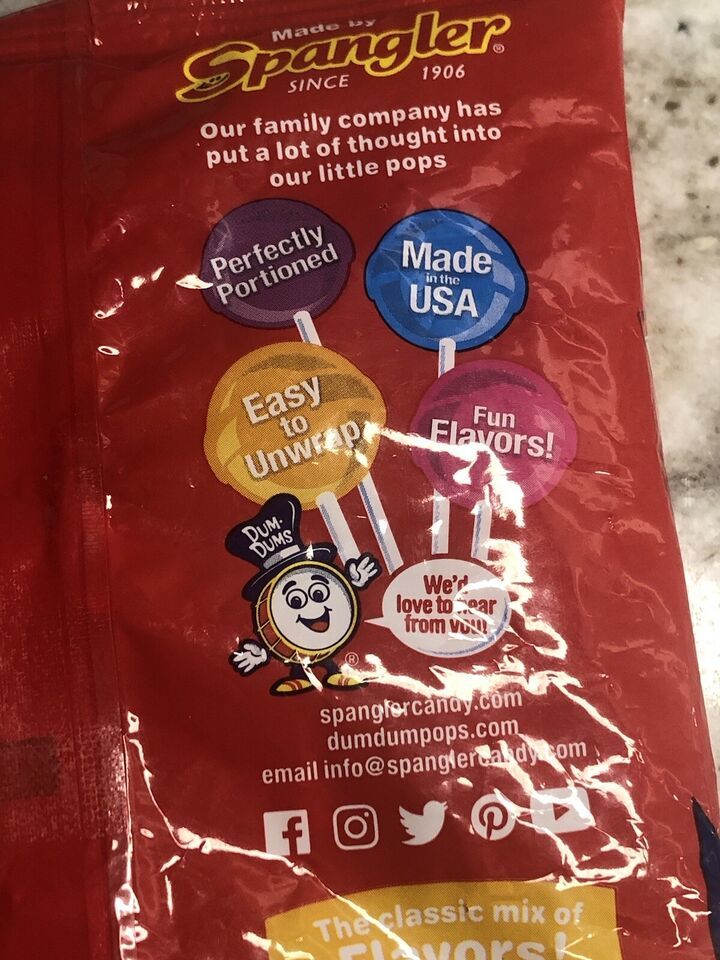 Made by
Spangler®
SINCE 1906
Our family company has
put a lot of thought into
our little pops
Perfectly
Portioned
Made
in the
USA
Easy
to
Unwrap
Fun
Flavors!
DUM-
DUMS
We'd
love to hear
from you!
®
spanglercandy.com
dumdumpops.com
email info@spanglercandy.com
The classic mix of
Flavors!